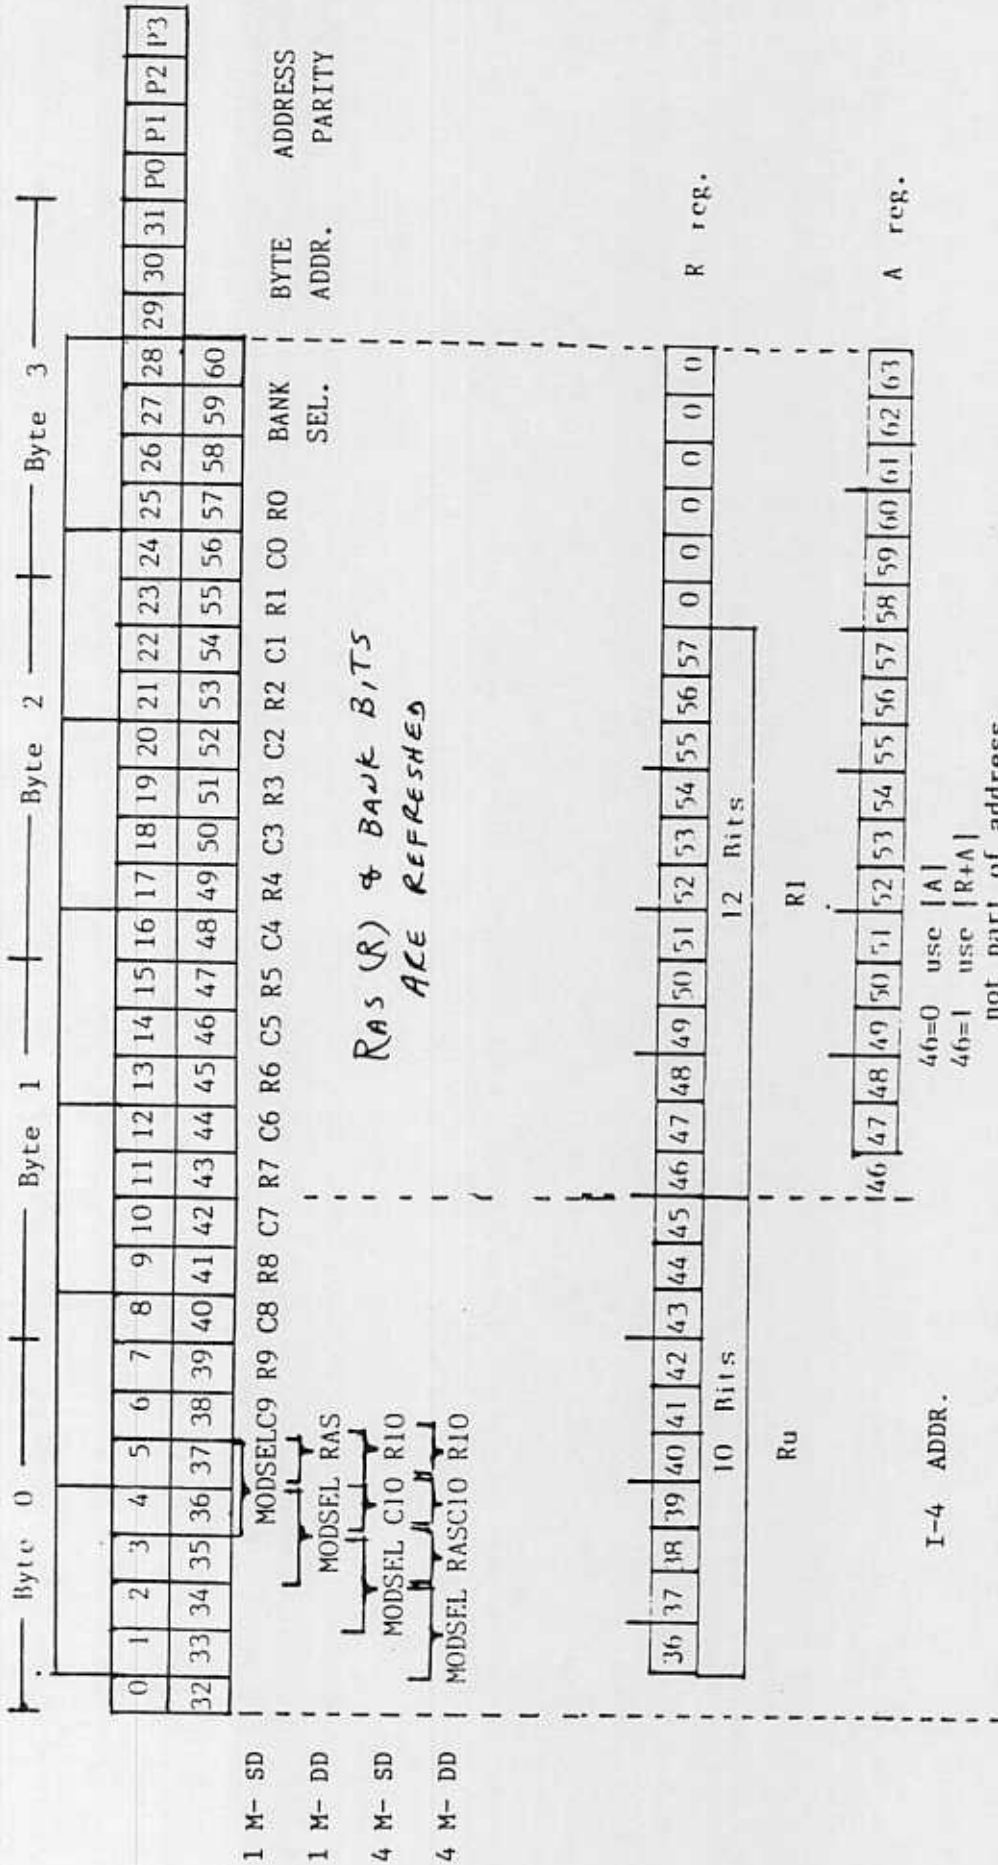 Byte 0 Byte 1 Byte 2 Byte 3
0 1 2 3 4 5 6 7 8 9 10 11 12 13 14 15 16 17 18 19 20 21 22 23 24 25 26 27 28 29 30 31 P0 P1 P2 P3
32 33 34 35 36 37 38 39 40 41 42 43 44 45 46 47 48 49 50 51 52 53 54 55 56 57 58 59 60
1 M- SD MODSELC9 R9 C8 R8 C7 R7 C6 R6 C5 R5 C4 R4 C3 R3 C2 R2 C1 R1 C0 R0 BANK BYTE ADDRESS
SEL. ADDR. PARITY
1 M- DD MODSEL RAS
4 M- SD MODSEL C10 R10
4 M- DD MODSEL RASC10 R10
RAS (R) & BANK BITS
ARE REFRESHED
36 37 38 39 40 41 42 43 44 45 46 47 48 49 50 51 52 53 54 55 56 57 0 0 0 0 0 0 R reg.
10 Bits 12 Bits
Ru R1
46 47 48 49 50 51 52 53 54 55 56 57 58 59 60 61 62 63 A reg.
I-4 ADDR. 46=0 use [A]
46=1 use [R+A]
not part of address